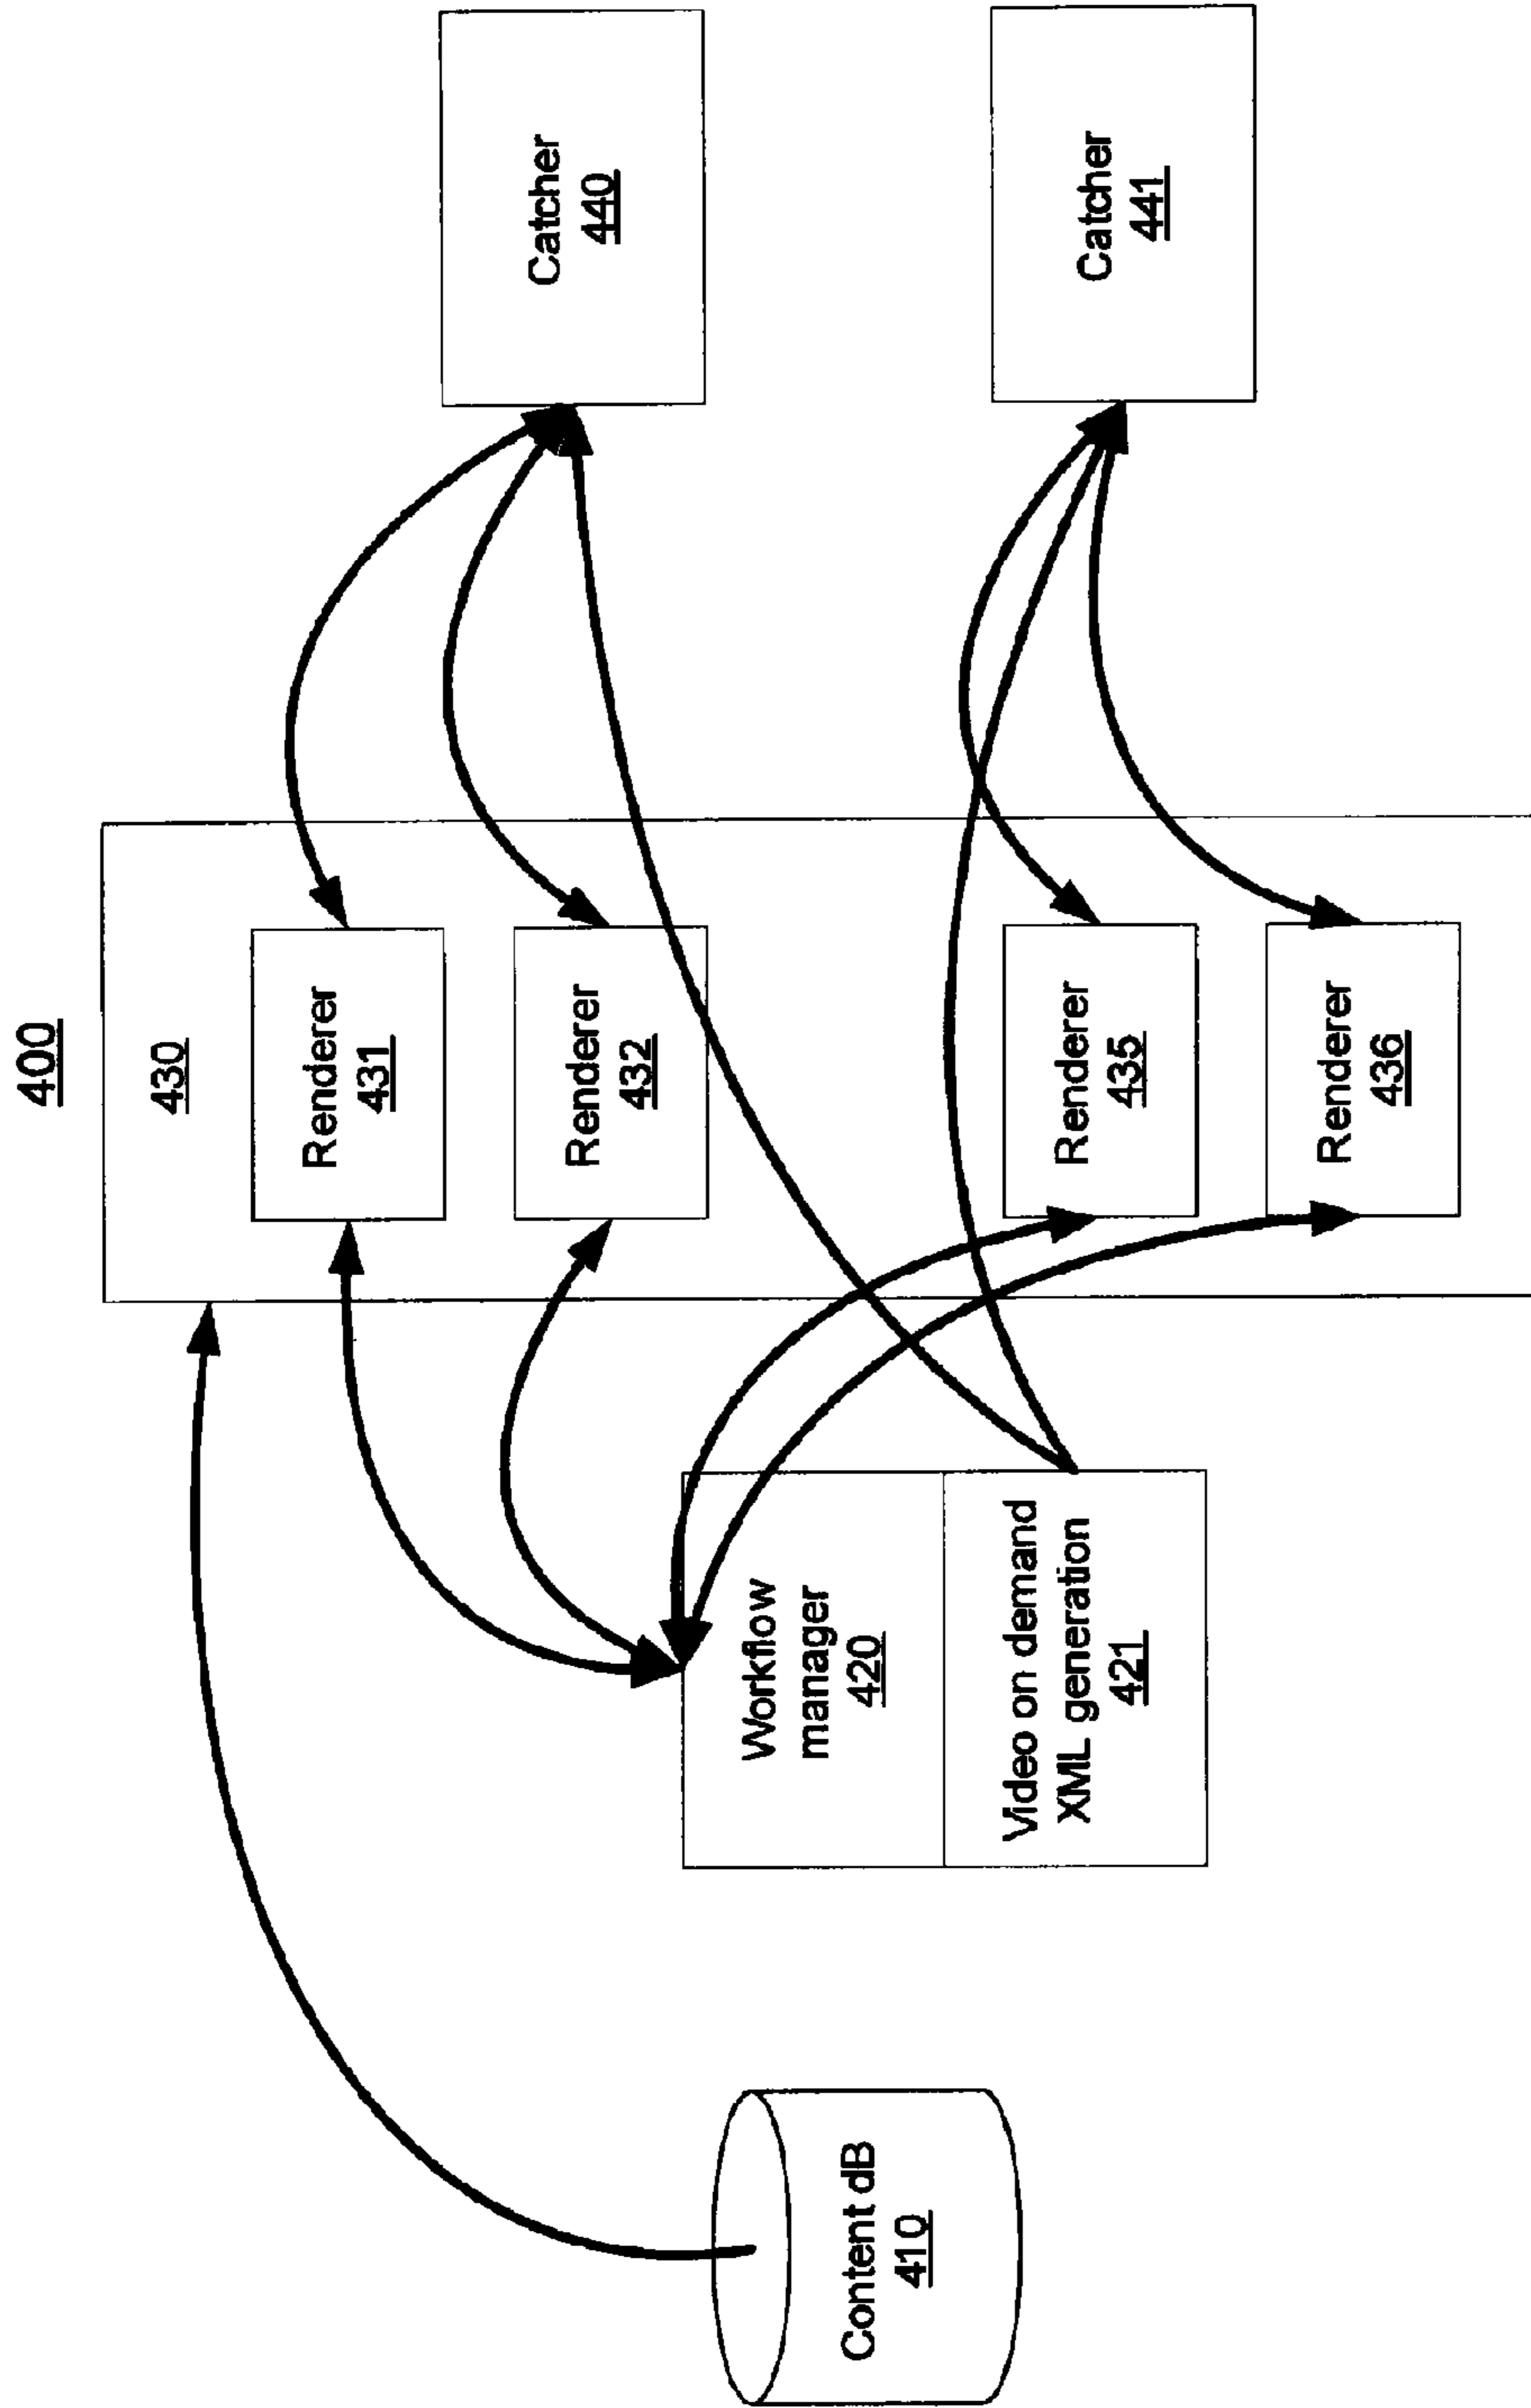 400
430
Renderer
431
Renderer
432
Renderer
435
Renderer
436
Catcher
440
Catcher
441
Workflow
manager
420
Video on demand
XML generation
421
Content dB
410